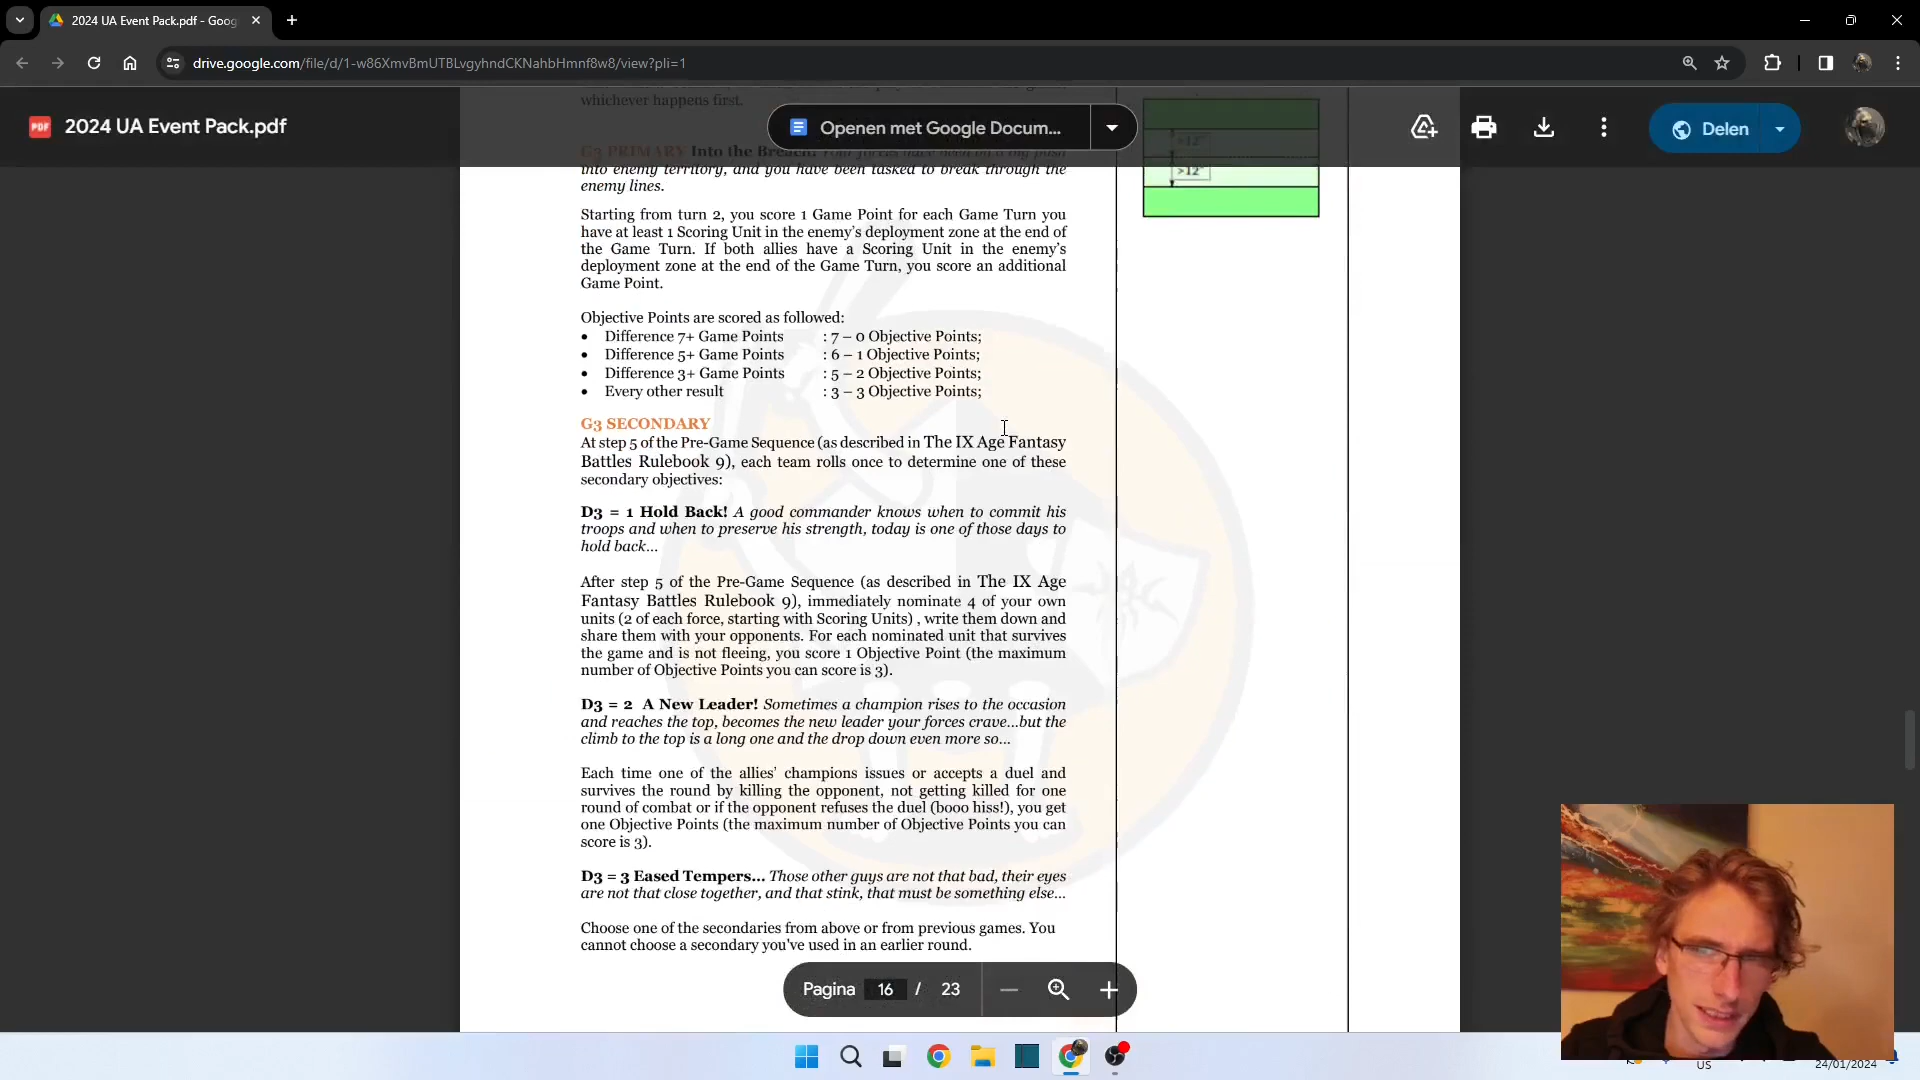 2024 UA Event Pack.pdf - Goog
drive.google.com/file/d/1-w86XmvBmUTBLvgyhndCKNahbHmnf8w8/view?pli=1
whichever happens first.
PDF
2024 UA Event Pack.pdf
Openen met Google Docum...
Delen
G3 PRIMARY Into the Breach! Your forces have been on a big push
into enemy territory, and you have been tasked to break through the
enemy lines.
>12"
>12"
Starting from turn 2, you score 1 Game Point for each Game Turn you
have at least 1 Scoring Unit in the enemy's deployment zone at the end of
the Game Turn. If both allies have a Scoring Unit in the enemy's
deployment zone at the end of the Game Turn, you score an additional
Game Point.
Objective Points are scored as followed:
• Difference 7+ Game Points : 7 – 0 Objective Points;
• Difference 5+ Game Points : 6 – 1 Objective Points;
• Difference 3+ Game Points : 5 – 2 Objective Points;
• Every other result : 3 – 3 Objective Points;
G3 SECONDARY
At step 5 of the Pre-Game Sequence (as described in The IX Age Fantasy
Battles Rulebook 9), each team rolls once to determine one of these
secondary objectives:
D3 = 1 Hold Back! A good commander knows when to commit his
troops and when to preserve his strength, today is one of those days to
hold back...
After step 5 of the Pre-Game Sequence (as described in The IX Age
Fantasy Battles Rulebook 9), immediately nominate 4 of your own
units (2 of each force, starting with Scoring Units) , write them down and
share them with your opponents. For each nominated unit that survives
the game and is not fleeing, you score 1 Objective Point (the maximum
number of Objective Points you can score is 3).
D3 = 2 A New Leader! Sometimes a champion rises to the occasion
and reaches the top, becomes the new leader your forces crave...but the
climb to the top is a long one and the drop down even more so...
Each time one of the allies' champions issues or accepts a duel and
survives the round by killing the opponent, not getting killed for one
round of combat or if the opponent refuses the duel (booo hiss!), you get
one Objective Points (the maximum number of Objective Points you can
score is 3).
D3 = 3 Eased Tempers... Those other guys are not that bad, their eyes
are not that close together, and that stink, that must be something else...
Choose one of the secondaries from above or from previous games. You
cannot choose a secondary you've used in an earlier round.
Pagina 16 / 23
US
24/01/2024